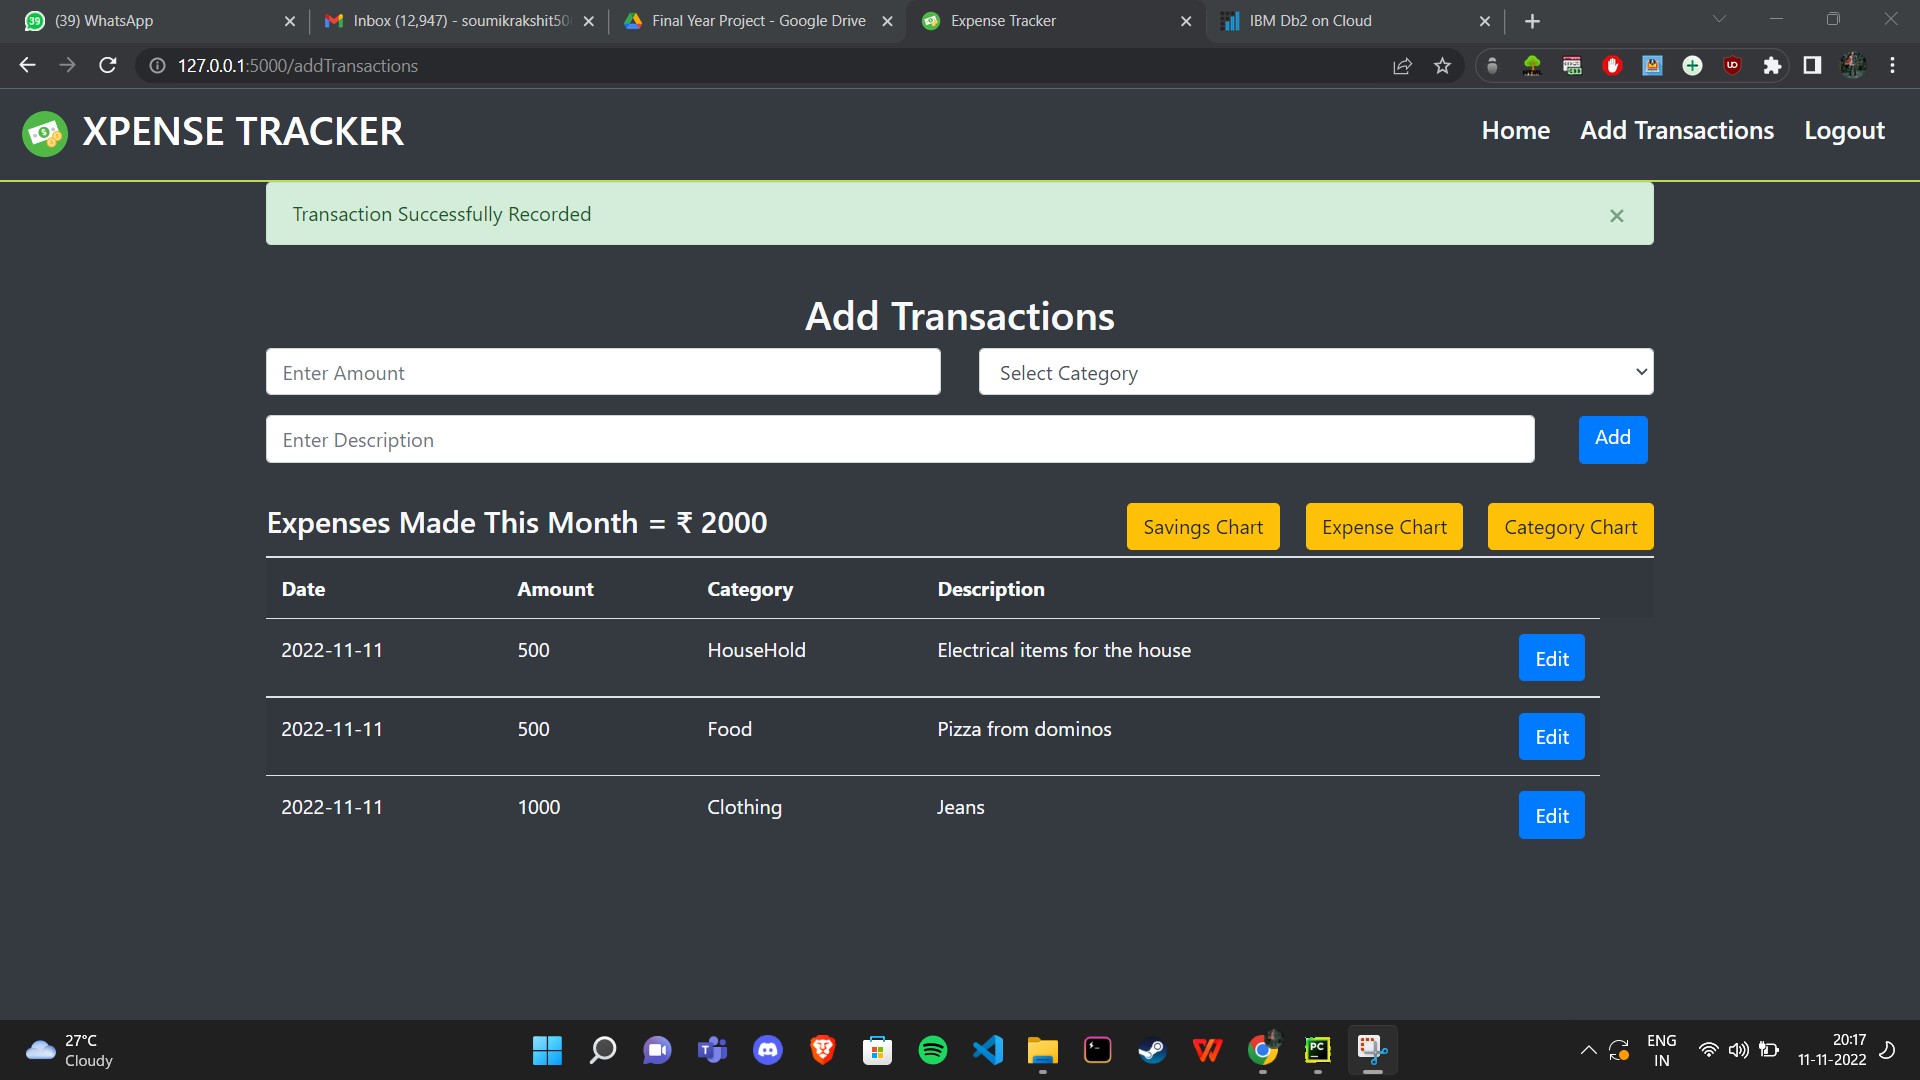 (39) WhatsApp
Inbox (12,947) - soumikrakshit50
Final Year Project - Google Drive
Expense Tracker
IBM Db2 on Cloud
127.0.0.1:5000/addTransactions
XPENSE TRACKER
Home Add Transactions Logout
Transaction Successfully Recorded ×
Add Transactions
Enter Amount
Select Category
Enter Description
Add
Expenses Made This Month = ₹ 2000
Savings Chart Expense Chart Category Chart
Date Amount Category Description
2022-11-11 500 HouseHold Electrical items for the house Edit
2022-11-11 500 Food Pizza from dominos Edit
2022-11-11 1000 Clothing Jeans Edit
27°C
Cloudy
ENG
IN
20:17
11-11-2022